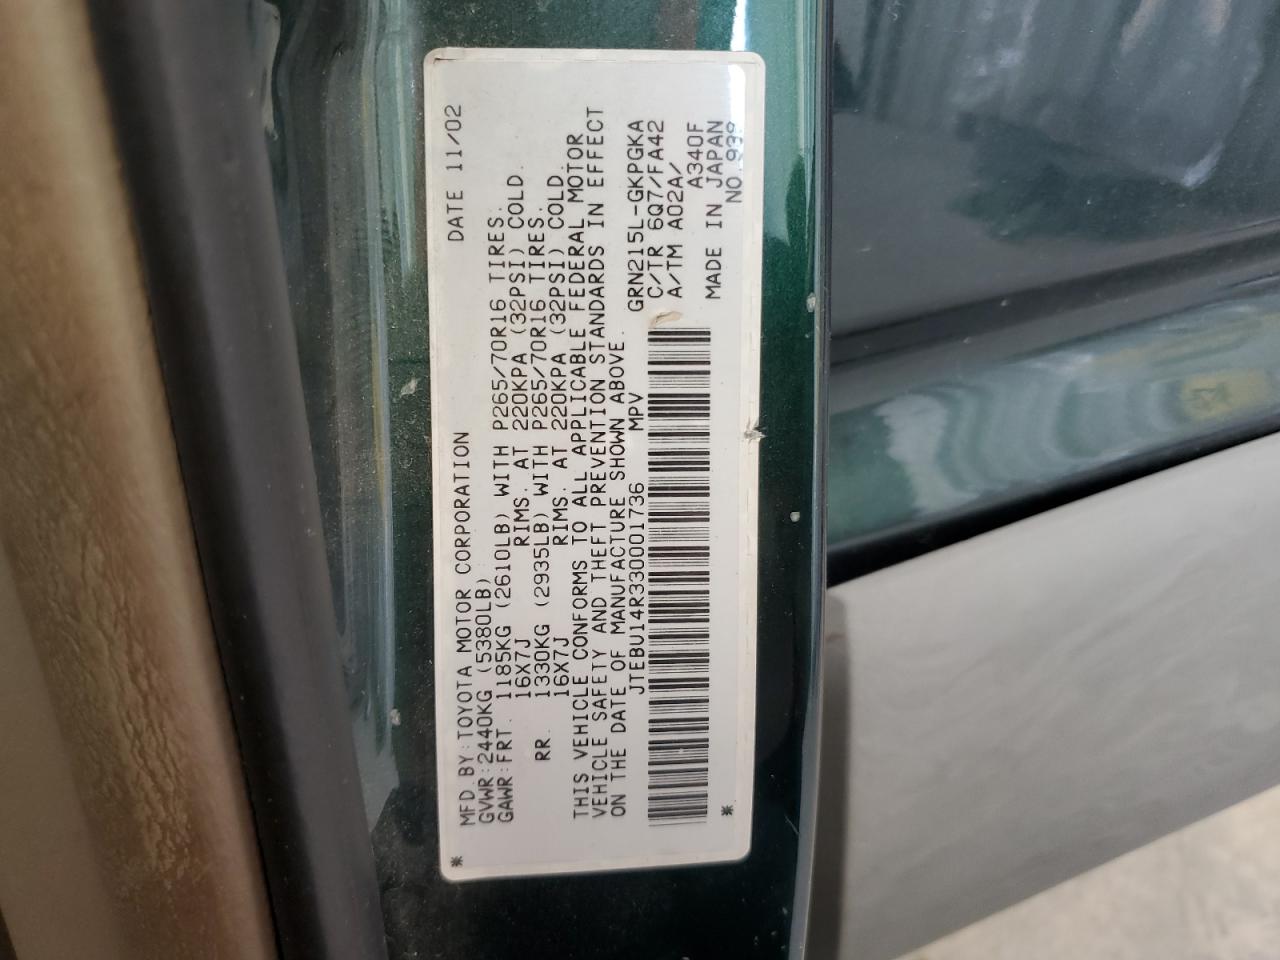 MFD.BY:TOYOTA MOTOR CORPORATION DATE 11/02
GVWR:2440KG(5380LB)
GAWR:FRT. 1185KG (2610LB) WITH P265/70R16 TIRES.
16X7J RIMS. AT 220KPA (32PSI) COLD.
RR. 1330KG (2935LB) WITH P265/70R16 TIRES.
16X7J RIMS. AT 220KPA (32PSI) COLD.
THIS VEHICLE CONFORMS TO ALL APPLICABLE FEDERAL MOTOR
VEHICLE SAFETY AND THEFT PREVENTION STANDARDS IN EFFECT
ON THE DATE OF MANUFACTURE SHOWN ABOVE.
JTEBU14R330001736 MPV GRN215L-GKPGKA
C/TR 6Q7/FA42
A/TM A02A/
A340F
MADE IN JAPAN
NO.